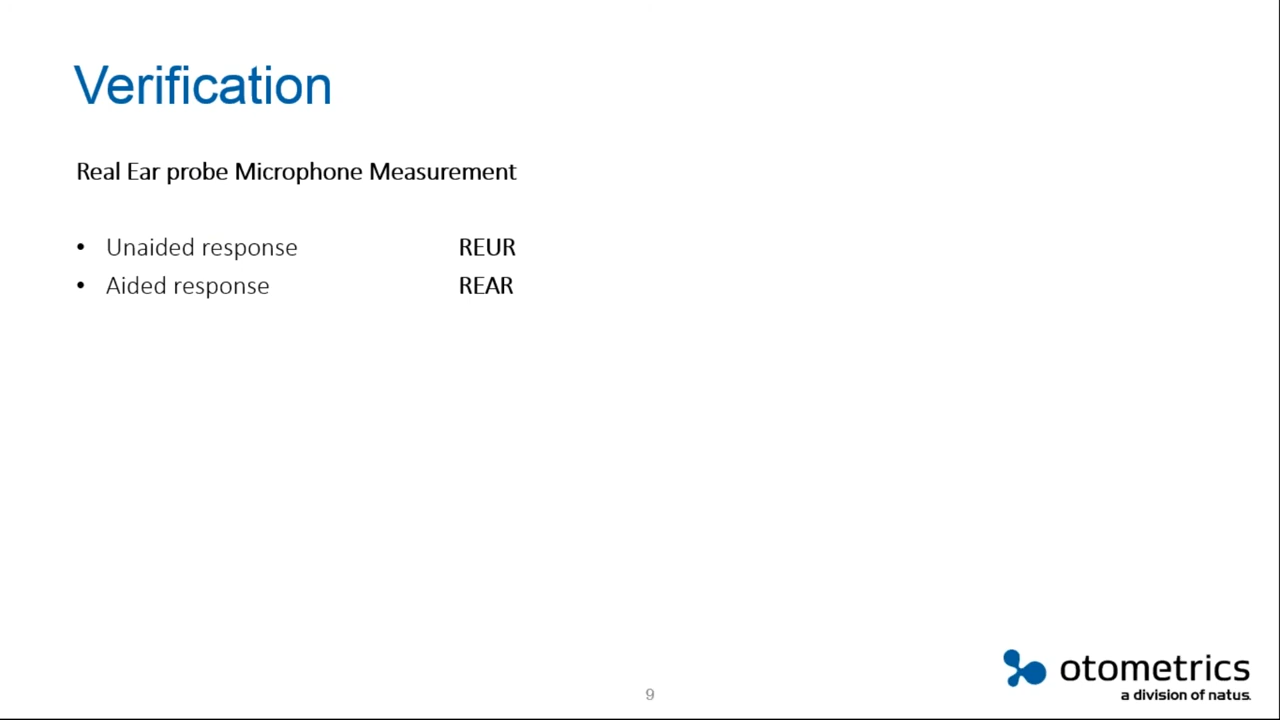 Verification
Real Ear probe Microphone Measurement
• Unaided response REUR
• Aided response REAR
otometrics
a division of natus.
9